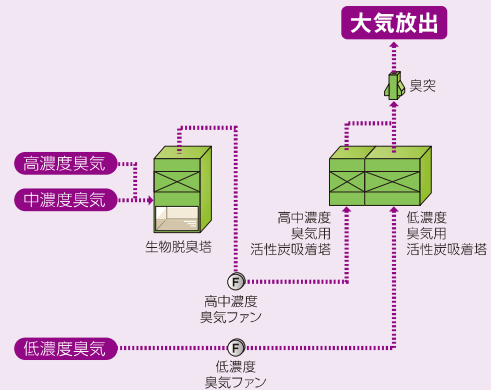 大気放出
臭突
高濃度臭気
中濃度臭気
生物脱臭塔
高中濃度
臭気用
活性炭吸着塔
低濃度
臭気用
活性炭吸着塔
F
高中濃度
臭気ファン
低濃度臭気
F
低濃度
臭気ファン